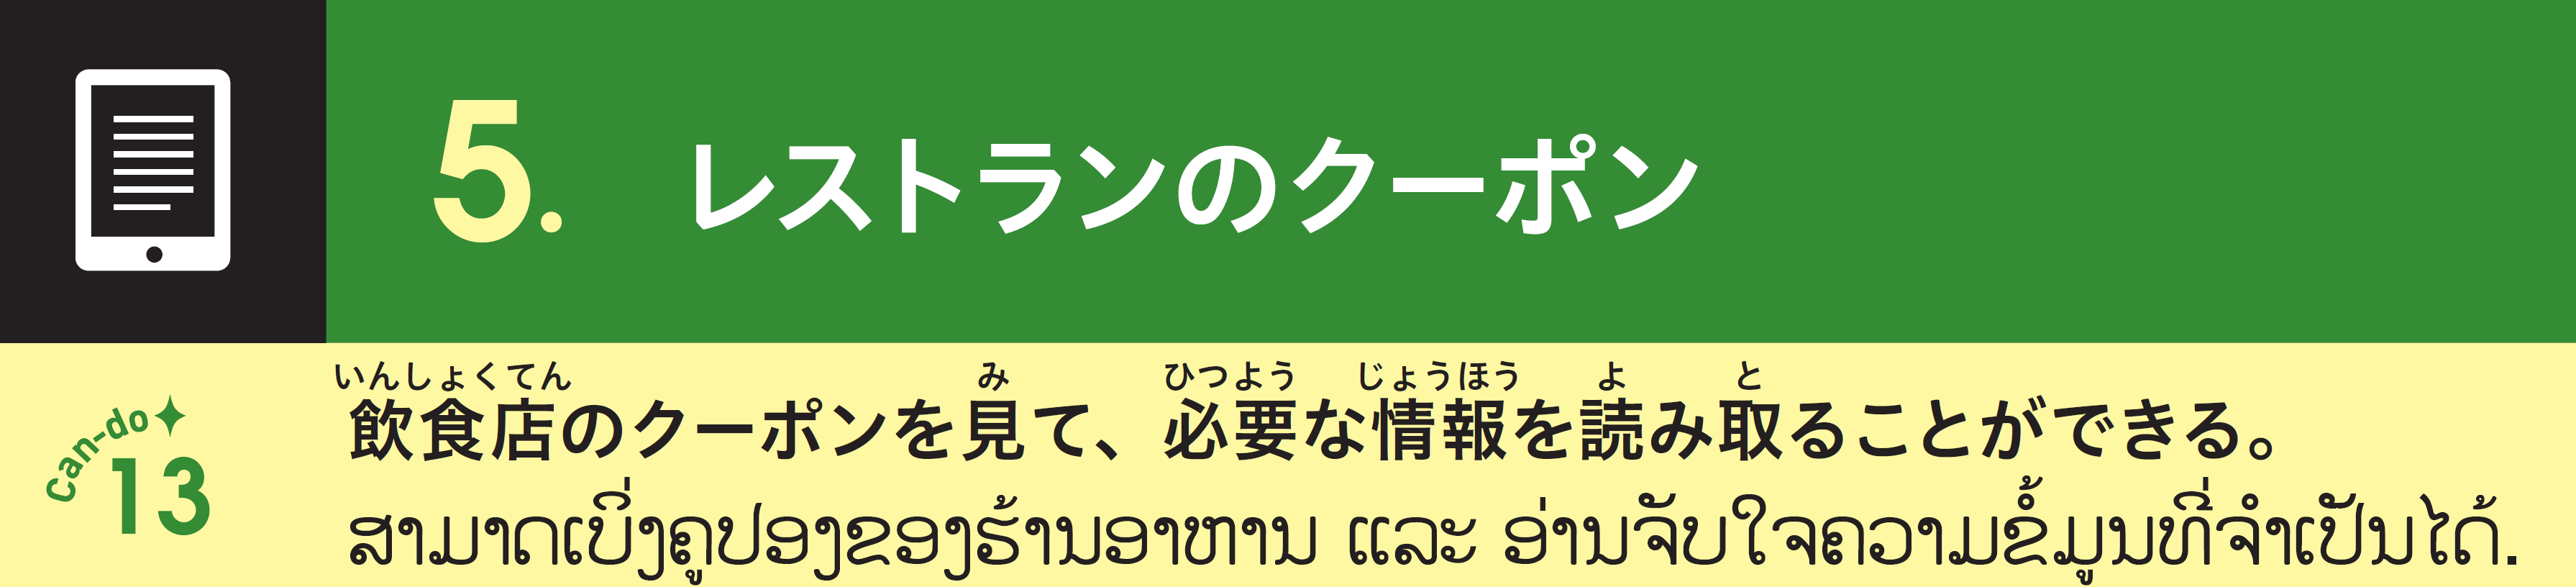 5. レストランのクーポン
Can-do
13
いんしょくてん み ひつよう じょうほう よ と
飲食店のクーポンを見て、必要な情報を読み取ることができる。
ສາມາດເບິ່ງຄູປອງຂອງຮ້ານອາຫານ ແລະ ອ່ານຈັບໃຈຄວາມຂໍ້ມູນທີ່ຈຳເປັນໄດ້.